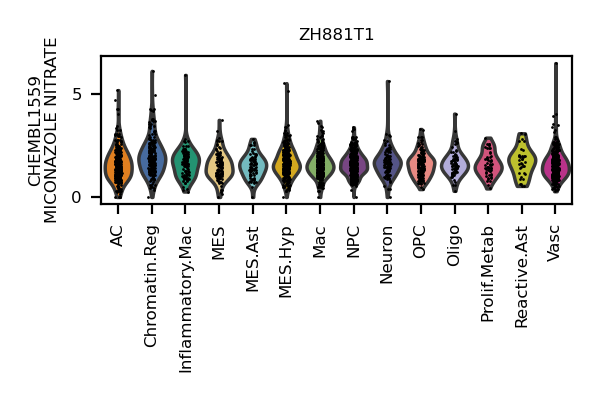 ZH881T1
CHEMBL1559
MICONAZOLE NITRATE
5
0
AC
Chromatin.Reg
Inflammatory.Mac
MES
MES.Ast
MES.Hyp
Mac
NPC
Neuron
OPC
Oligo
Prolif.Metab
Reactive.Ast
Vasc